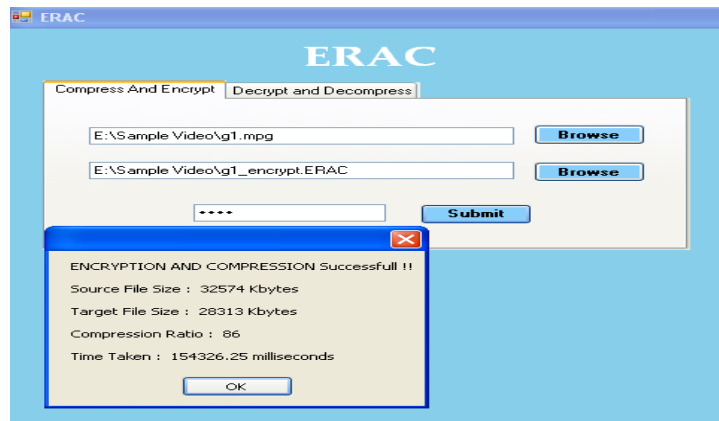 ERAC
ERAC
Compress And Encrypt Decrypt and Decompress
E:\Sample Video\g1.mpg Browse
E:\Sample Video\g1_encrypt.ERAC Browse
•••• Submit
ENCRYPTION AND COMPRESSION Successfull !!
Source File Size : 32574 Kbytes
Target File Size : 28313 Kbytes
Compression Ratio : 86
Time Taken : 154326.25 milliseconds
OK